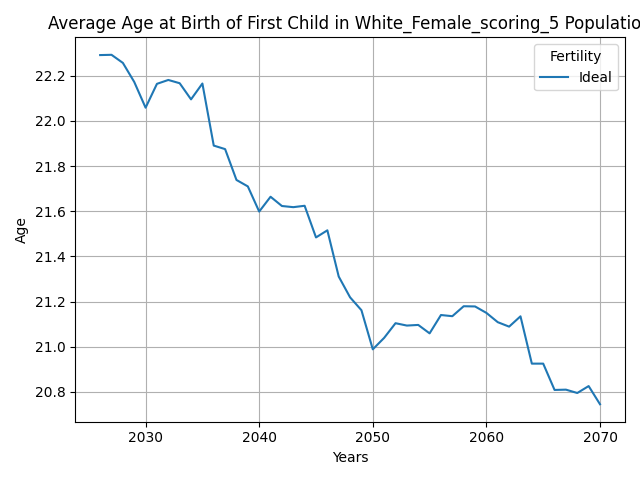 Average Age at Birth of First Child in White_Female_scoring_5 Populatio
Fertility
Ideal
22.2
22.0
21.8
21.6
21.4
21.2
21.0
20.8
Age
2030 2040 2050 2060 2070
Years